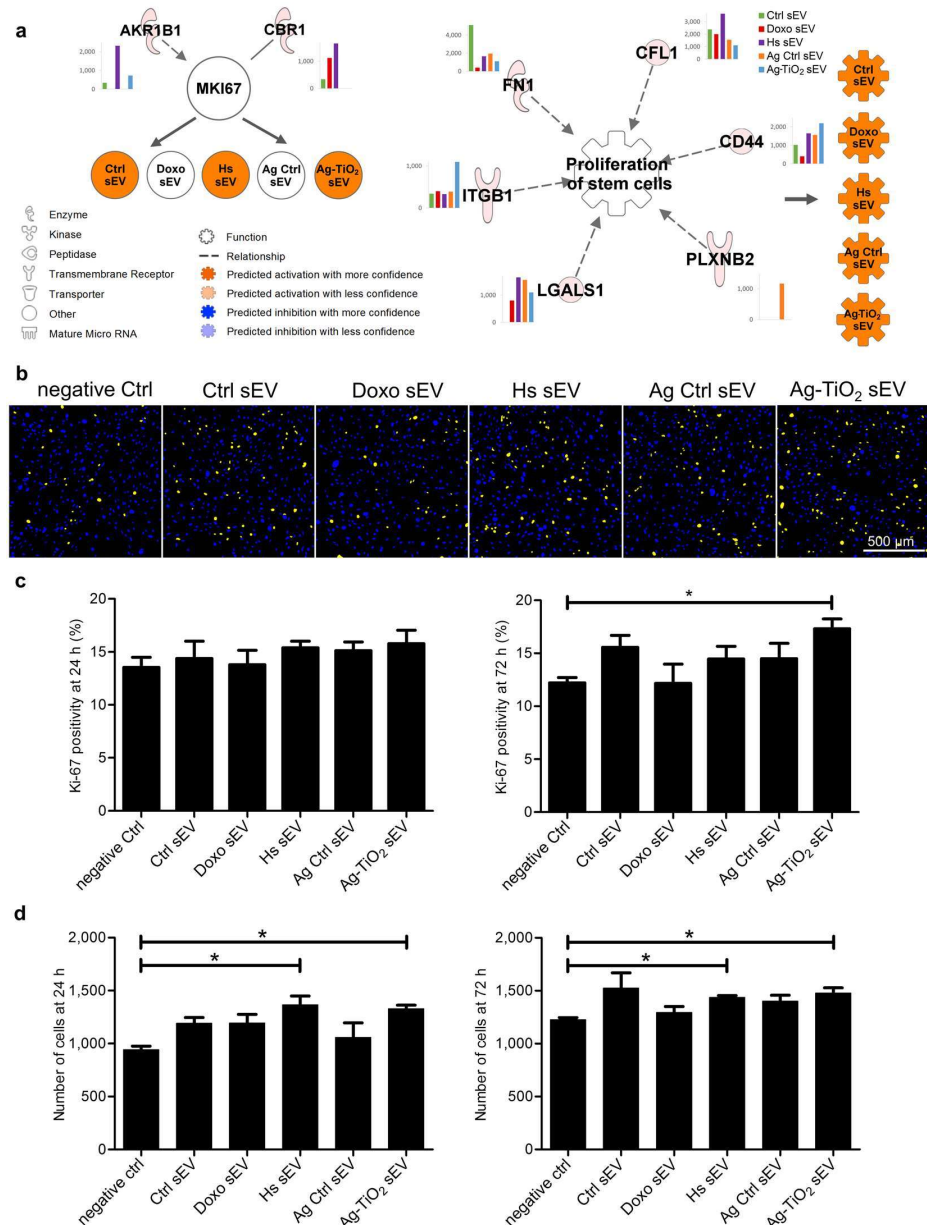 a
AKR1B1
CBR1
2,000
1,000
0
2,000
1,000
0
MKI67
Ctrl
sEV
Doxo
sEV
Hs
sEV
Ag Ctrl
sEV
Ag-TiO₂
sEV
Enzyme
Kinase
Peptidase
Transmembrane Receptor
Transporter
Other
Mature Micro RNA
Function
Relationship
Predicted activation with more confidence
Predicted activation with less confidence
Predicted inhibition with more confidence
Predicted inhibition with less confidence
4,000
2,000
0
FN1
CFL1
3,000
2,000
1,000
0
Ctrl sEV
Doxo sEV
Hs sEV
Ag Ctrl sEV
Ag-TiO₂ sEV
1,000
0
ITGB1
Proliferation
of stem cells
CD44
2,000
1,000
0
1,000
0
LGALS1
PLXNB2
1,000
0
Ctrl
sEV
Doxo
sEV
Hs
sEV
Ag
Ctrl
sEV
Ag-TiO₂
sEV
b
negative Ctrl
Ctrl sEV
Doxo sEV
Hs sEV
Ag Ctrl sEV
Ag-TiO₂ sEV
500 µm
c
Ki-67 positivity at 24 h (%)
20
15
10
5
0
negative Ctrl
Ctrl sEV
Doxo sEV
Hs sEV
Ag Ctrl sEV
Ag-TiO₂ sEV
Ki-67 positivity at 72 h (%)
20
15
10
5
0
*
negative Ctrl
Ctrl sEV
Doxo sEV
Hs sEV
Ag Ctrl sEV
Ag-TiO₂ sEV
d
Number of cells at 24 h
2,000
1,500
1,000
500
0
*
*
negative ctrl
Ctrl sEV
Doxo sEV
Hs sEV
Ag Ctrl sEV
Ag-TiO₂ sEV
Number of cells at 72 h
2,000
1,500
1,000
500
0
*
*
negative ctrl
Ctrl sEV
Doxo sEV
Hs sEV
Ag Ctrl sEV
Ag-TiO₂ sEV